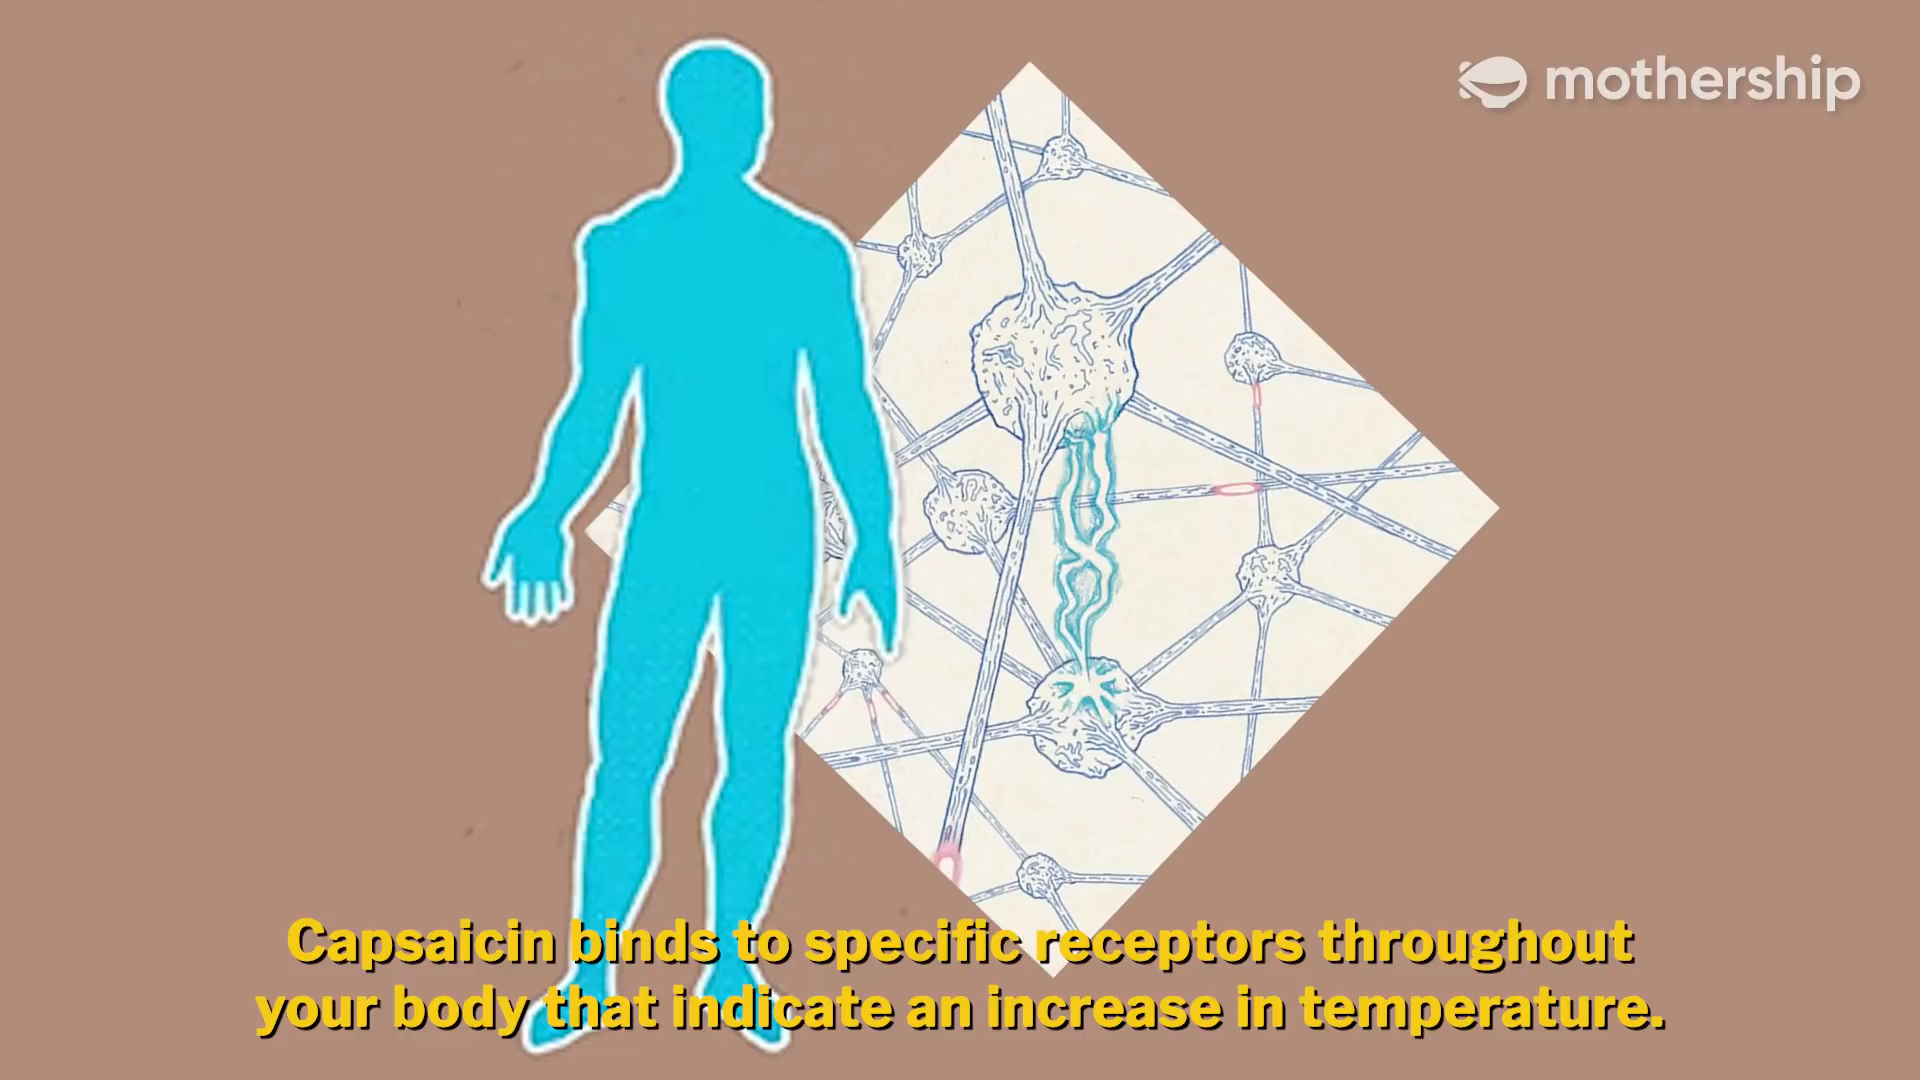 mothership
Capsaicin binds to specific receptors throughout
your body that indicate an increase in temperature.